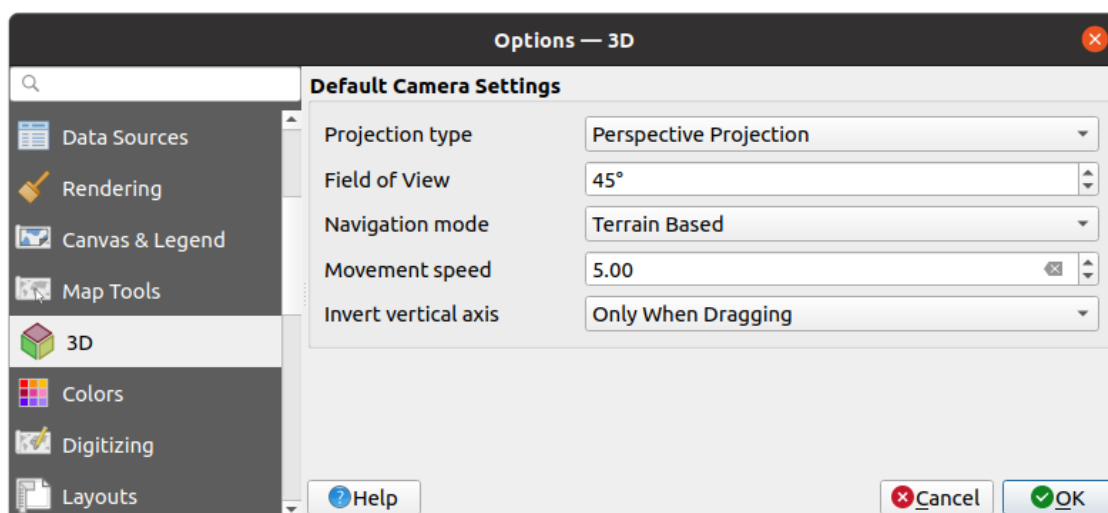 Options — 3D
Data Sources
Rendering
Canvas & Legend
Map Tools
3D
Colors
Digitizing
Layouts
Default Camera Settings
Projection type Perspective Projection
Field of View 45°
Navigation mode Terrain Based
Movement speed 5.00
Invert vertical axis Only When Dragging
Help Cancel OK